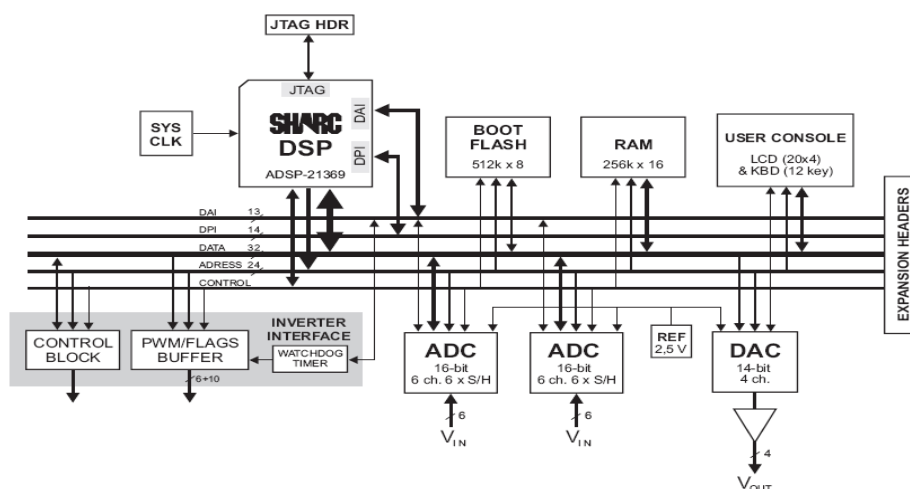 JTAG HDR
JTAG
SYS
CLK
SHARC
DSP
ADSP-21369
DAI
DPI
BOOT
FLASH
512k x 8
RAM
256k x 16
USER CONSOLE
LCD (20x4)
& KBD (12 key)
EXPANSION HEADERS
DAI 13
DPI 14
DATA 32
ADRESS 24
CONTROL
INVERTER
INTERFACE
CONTROL
BLOCK
PWM/FLAGS
BUFFER
WATCHDOG
TIMER
6+10
ADC
16-bit
6 ch. 6 x S/H
6
VIN
ADC
16-bit
6 ch. 6 x S/H
6
VIN
REF
2,5 V
DAC
14-bit
4 ch.
4
VOUT